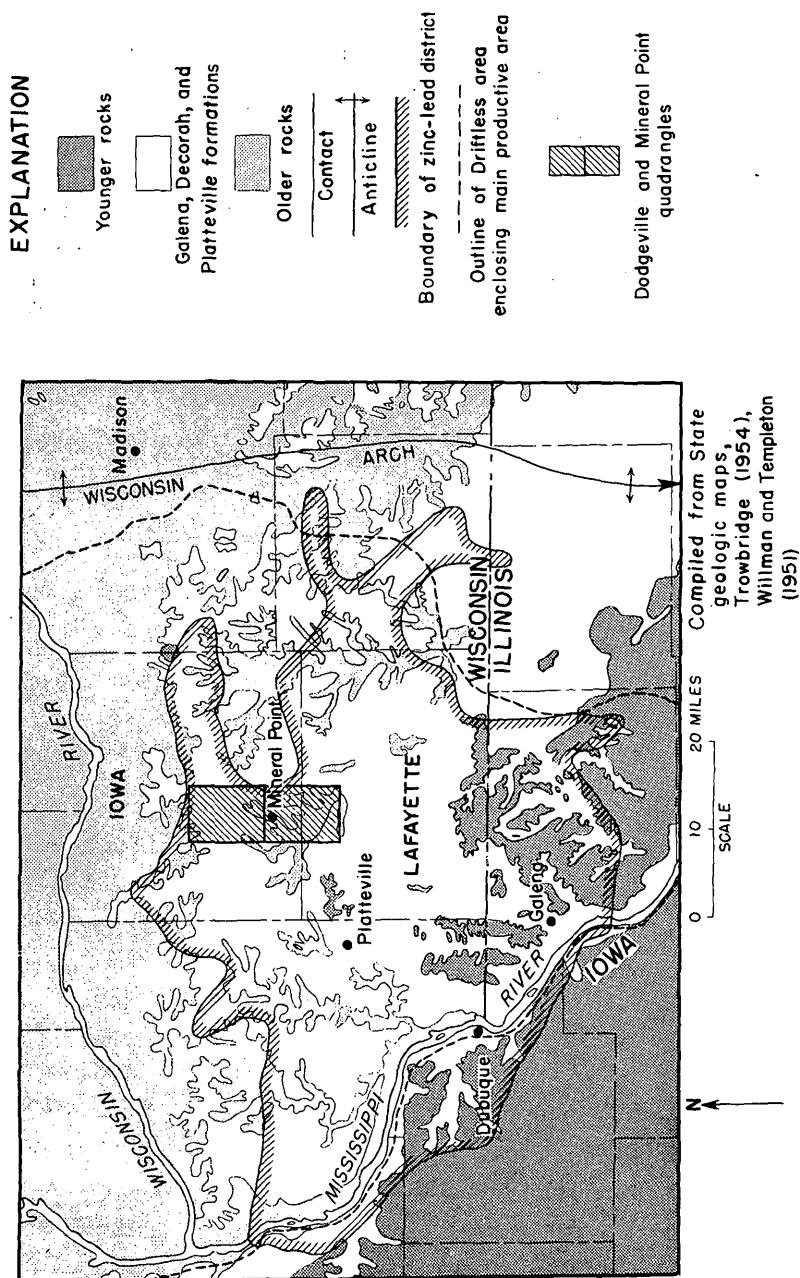 EXPLANATION
Younger rocks
Galena, Decorah, and
Platteville formations
Older rocks
Contact
Anticline
Boundary of zinc-lead district
Outline of Driftless area
enclosing main productive area
Dodgeville and Mineral Point
quadrangles
Madison
WISCONSIN
ARCH
RIVER
IOWA
Mineral Point
WISCONSIN
ILLINOIS
LAFAYETTE
Platteville
Galena
RIVER
IOWA
WISCONSIN
MISSISSIPPI
Dubuque
N
0 10 20 MILES
SCALE
Compiled from State
geologic maps,
Trowbridge (1954),
Willman and Templeton
(1951)